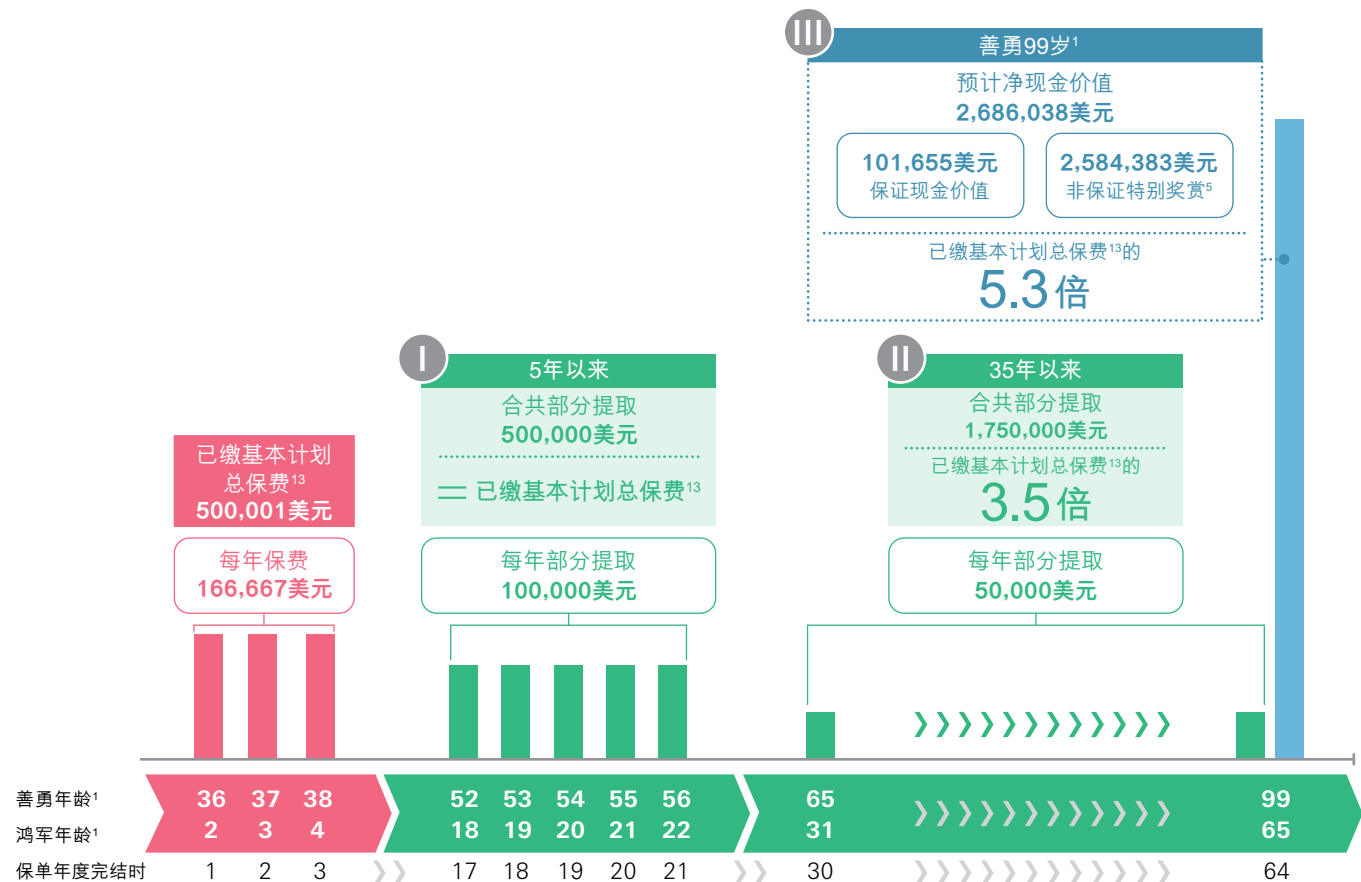 III
善勇99岁¹
预计净现金价值
2,686,038美元
101,655美元
保证现金价值
2,584,383美元
非保证特别奖赏⁵
已缴基本计划总保费¹³的
5.3倍
已缴基本计划
总保费¹³
500,001美元
每年保费
166,667美元
I
5年以来
合共部分提取
500,000美元
= 已缴基本计划总保费¹³
每年部分提取
100,000美元
II
35年以来
合共部分提取
1,750,000美元
已缴基本计划总保费¹³的
3.5倍
每年部分提取
50,000美元
善勇年龄¹ 36 37 38 52 53 54 55 56 65 99
鸿军年龄¹ 2 3 4 18 19 20 21 22 31 65
保单年度完结时 1 2 3 17 18 19 20 21 30 64